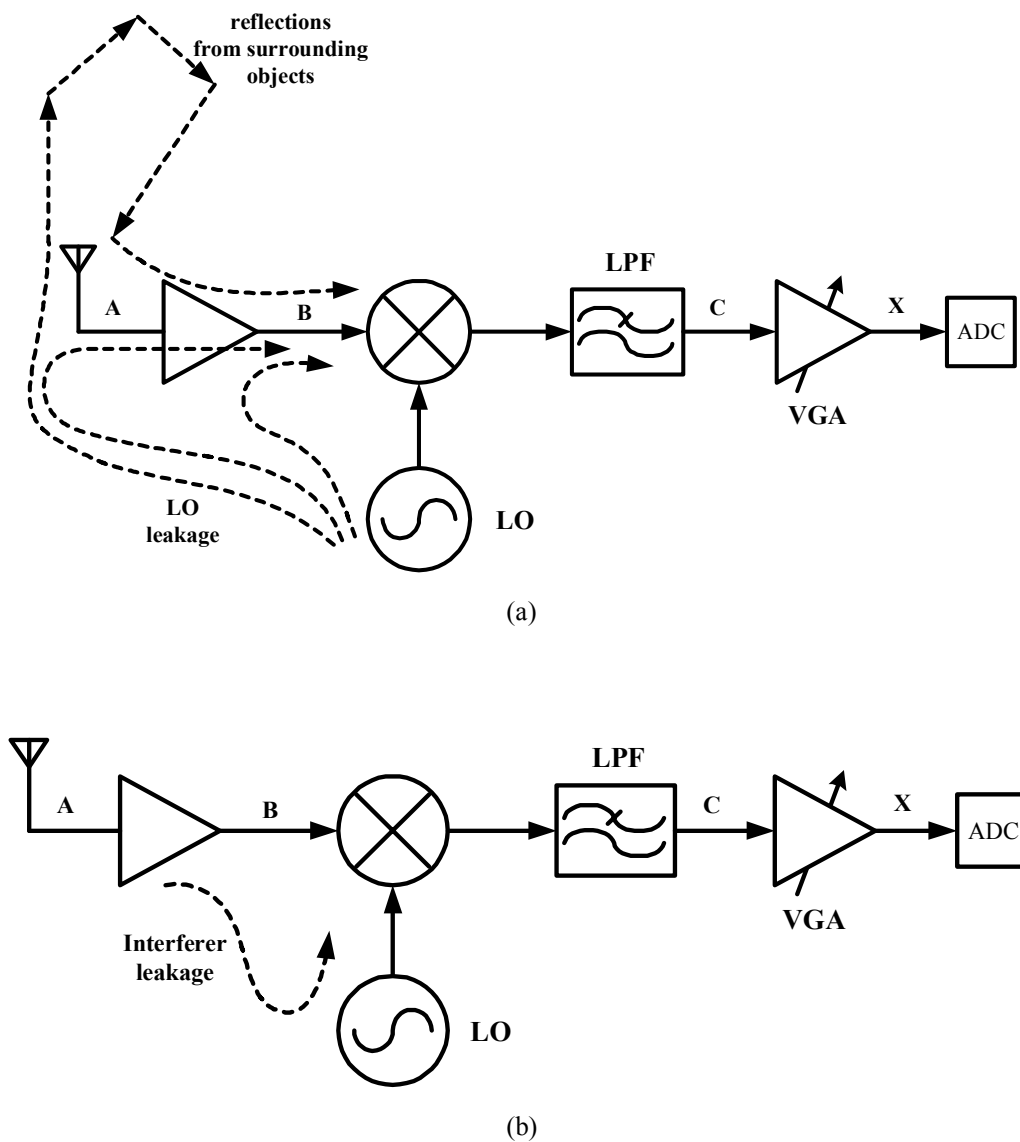 reflections
from surrounding
objects
LPF
A
B
C
X
ADC
VGA
LO
leakage
LO
(a)
LPF
A
B
C
X
ADC
VGA
Interferer
leakage
LO
(b)